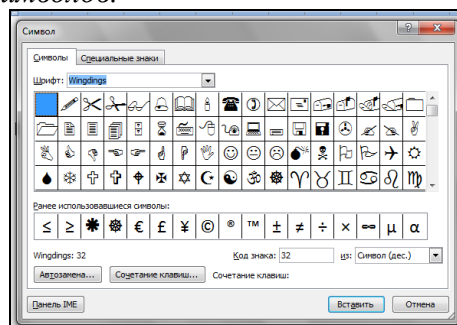 Символ
Символы Специальные знаки
Шрифт: Wingdings
Ранее использовавшиеся символы:
≤ ≥ € £ ¥ © ® ™ ± ≠ ÷ × ∞ µ α
Wingdings: 32 Код знака: 32 из: Символ (дес.)
Автозамена... Сочетание клавиш... Сочетание клавиш:
Панель IME Вставить Отмена